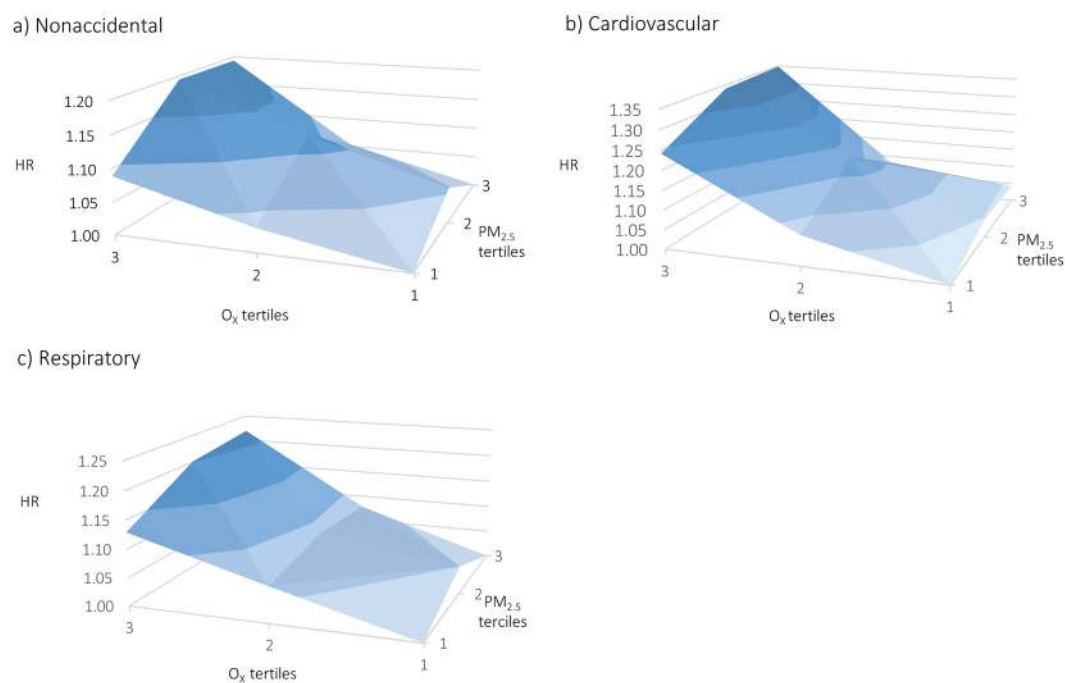 a) Nonaccidental
1.20
1.15
1.10
1.05
1.00
HR
3
2
1
Oₓ tertiles
1
2
3
PM₂.₅
tertiles
b) Cardiovascular
1.35
1.30
1.25
1.20
1.15
1.10
1.05
1.00
HR
3
2
1
Oₓ tertiles
1
2
3
PM₂.₅
tertiles
c) Respiratory
1.25
1.20
1.15
1.10
1.05
1.00
HR
3
2
1
Oₓ tertiles
1
2
3
PM₂.₅
terciles